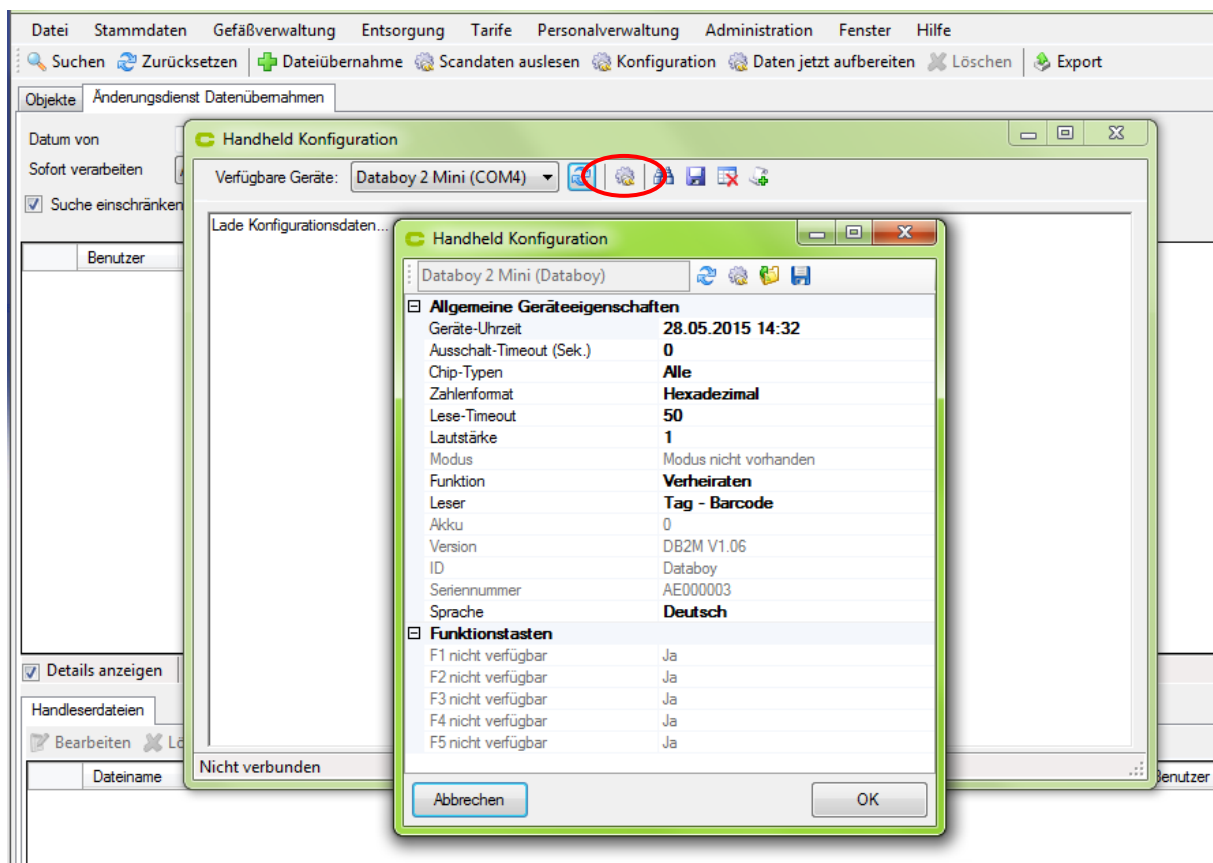 Datei Stammdaten Gefäßverwaltung Entsorgung Tarife Personalverwaltung Administration Fenster Hilfe
Suchen Zurücksetzen Dateiübernahme Scandaten auslesen Konfiguration Daten jetzt aufbereiten Löschen Export
Objekte Änderungsdienst Datenübernahmen
Datum von
Sofort verarbeiten
Suche einschränken
Benutzer
Handheld Konfiguration
Verfügbare Geräte: Databoy 2 Mini (COM4)
Lade Konfigurationsdaten...
Handheld Konfiguration
Databoy 2 Mini (Databoy)
Allgemeine Geräteeigenschaften
Geräte-Uhrzeit 28.05.2015 14:32
Ausschalt-Timeout (Sek.) 0
Chip-Typen Alle
Zahlenformat Hexadezimal
Lese-Timeout 50
Lautstärke 1
Modus Modus nicht vorhanden
Funktion Verheiraten
Leser Tag - Barcode
Akku 0
Version DB2M V1.06
ID Databoy
Seriennummer AE000003
Sprache Deutsch
Funktionstasten
F1 nicht verfügbar Ja
F2 nicht verfügbar Ja
F3 nicht verfügbar Ja
F4 nicht verfügbar Ja
F5 nicht verfügbar Ja
Abbrechen OK
Nicht verbunden
Details anzeigen
Handleserdateien
Bearbeiten
Dateiname
Benutzer